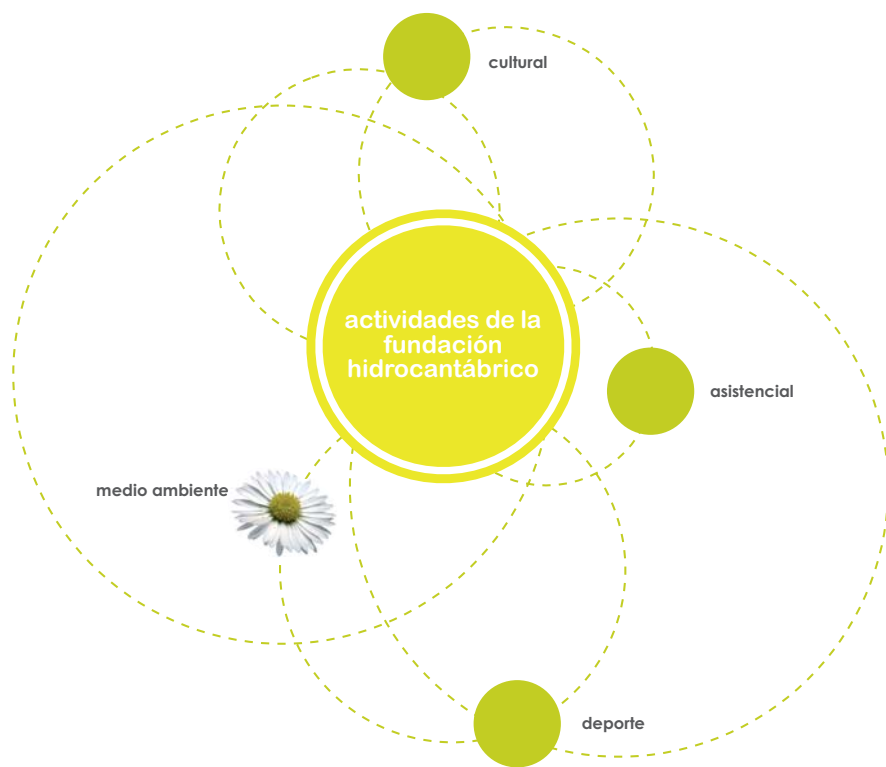 cultural
actividades de la
fundación
hidrocantábrico
asistencial
medio ambiente
deporte